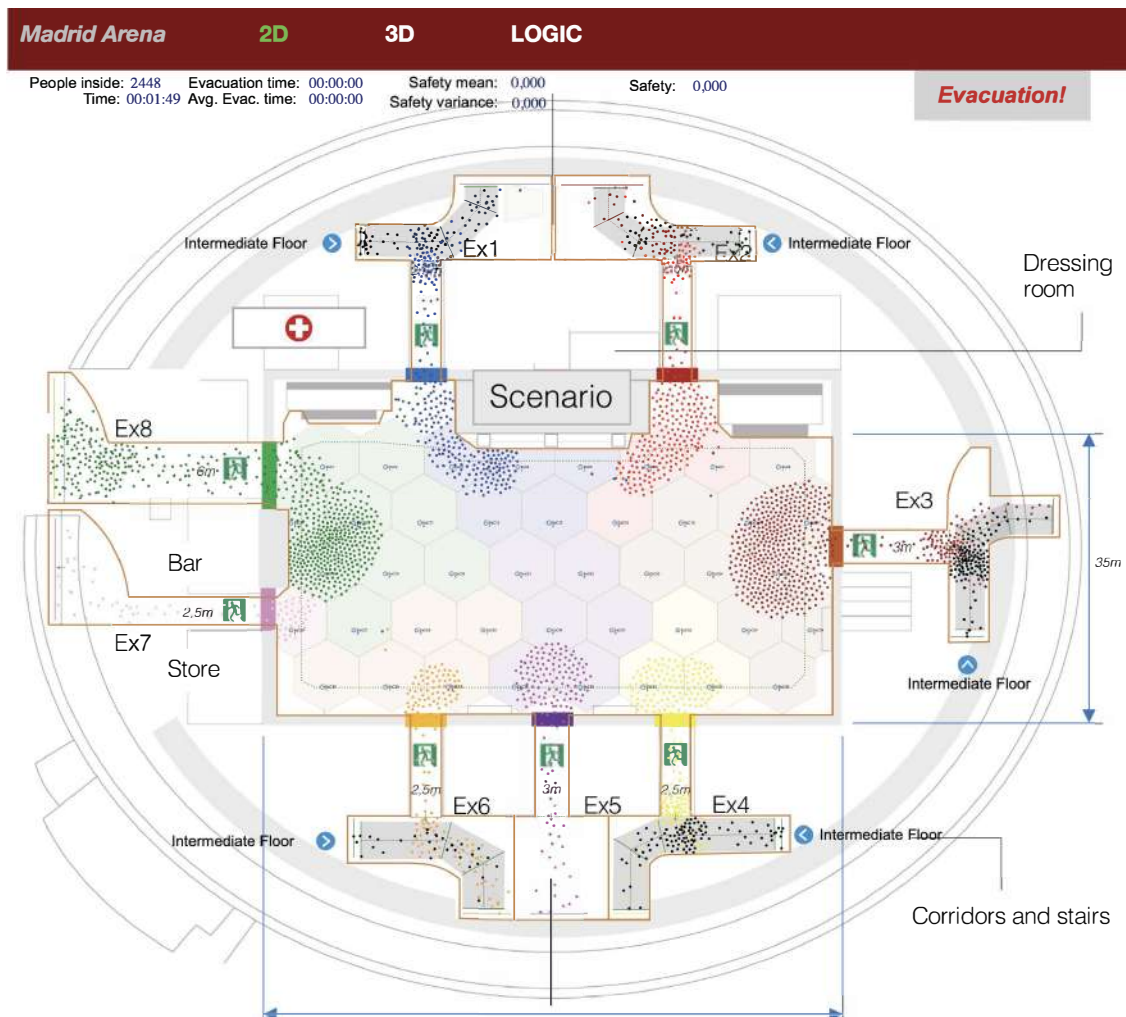 Madrid Arena 2D 3D LOGIC
People inside: 2448 Evacuation time: 00:00:00 Safety mean: 0,000 Safety: 0,000
Time: 00:01:49 Avg. Evac. time: 00:00:00 Safety variance: 0,000
Evacuation!
Intermediate Floor
Ex1
Ex2
Intermediate Floor
Dressing
room
Scenario
Ex8
6m
Ex3
3m
35m
Bar
2,5m
Ex7
Store
Intermediate Floor
2,5m
3m
2,5m
Ex6
Ex5
Ex4
Intermediate Floor
Intermediate Floor
Corridors and stairs